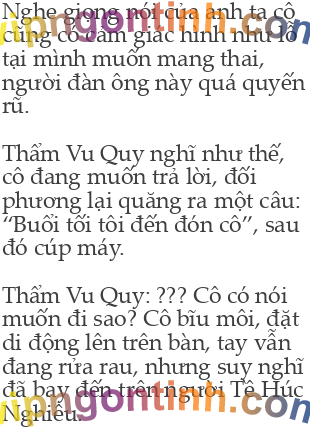 Nghe giọng nói của anh ta cô
cũng có cảm giác hình như lỗ
tại mình muốn mang thai,
người đàn ông này quá quyến
rũ.
Thẩm Vu Quy nghĩ như thế,
cô đang muốn trả lời, đối
phương lại quăng ra một câu:
“Buổi tối tôi đến đón cô”, sau
đó cúp máy.
Thẩm Vu Quy: ??? Cô có nói
muốn đi sao? Cô bĩu môi, đặt
di động lên trên bàn, tay vẫn
đang rửa rau, nhưng suy nghĩ
đã bay đến trên người Tề Húc
Nghiêu.
vipngontinh.com
vipngontinh.com